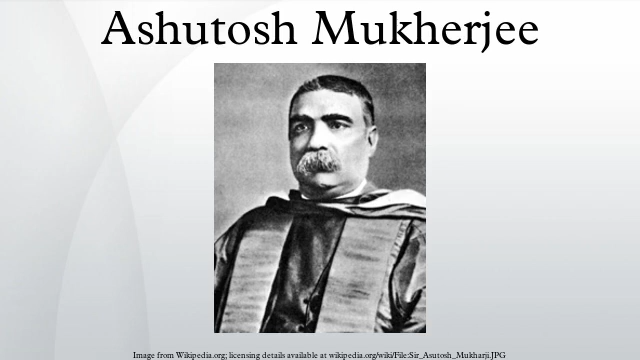 Ashutosh Mukherjee
Image from Wikipedia.org; licensing details available at wikipedia.org/wiki/File:Sir_Asutosh_Mukharji.JPG